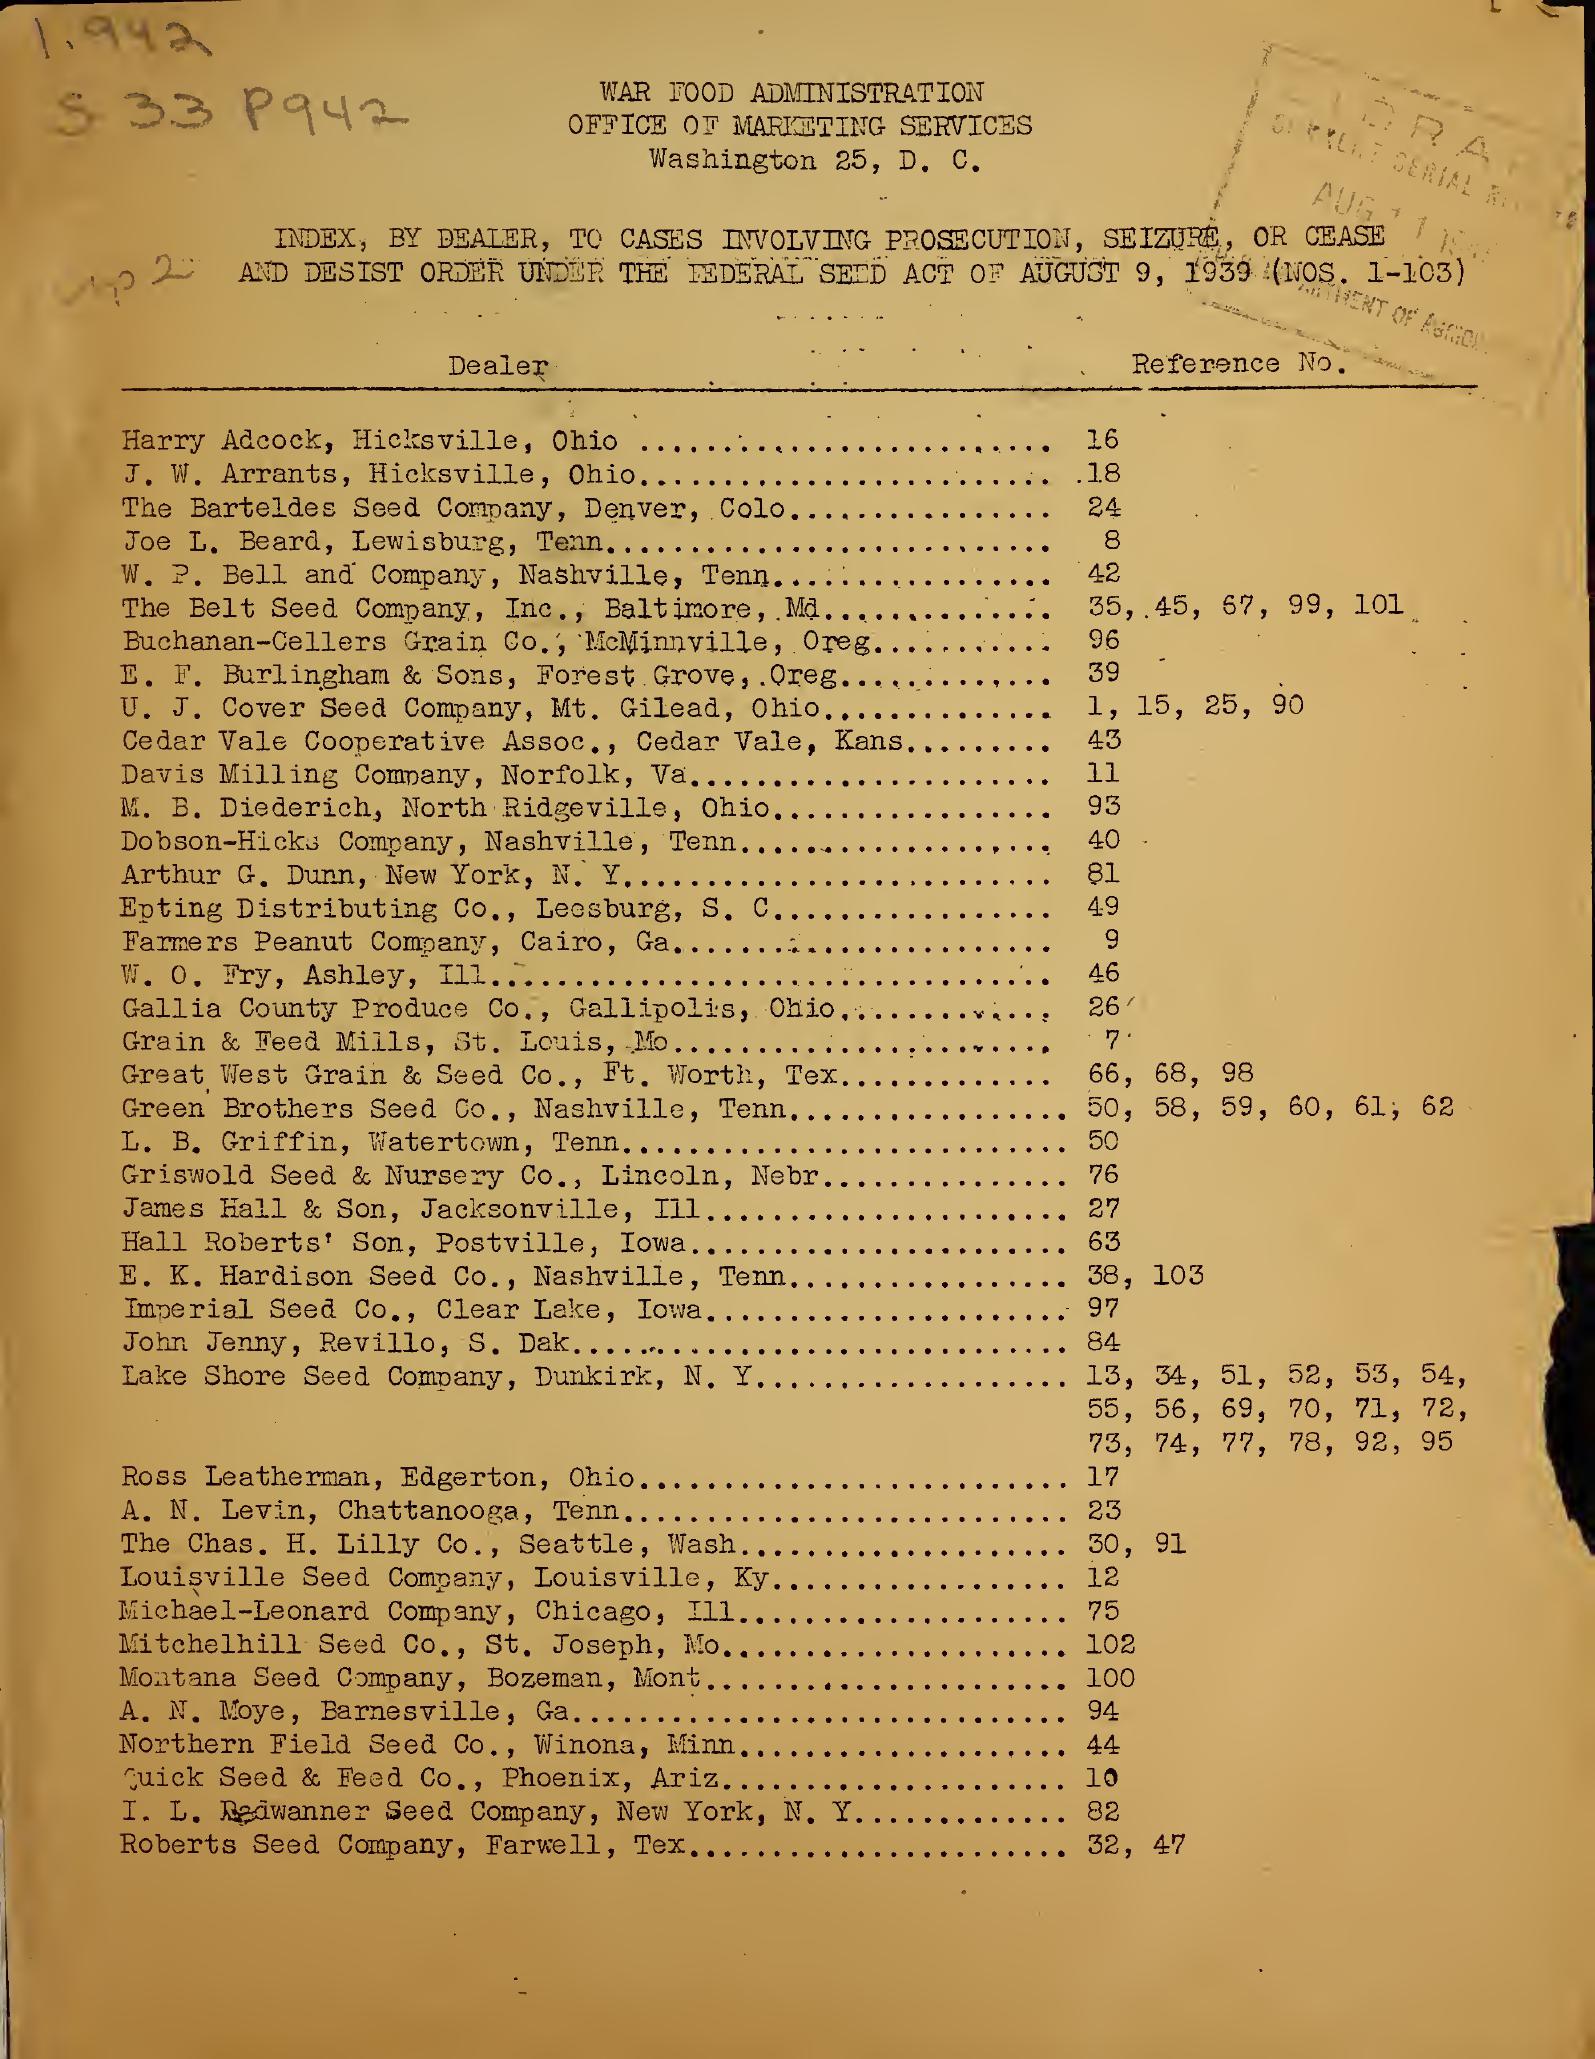 1.942
S 33 P942
WAR FOOD ADMINISTRATION
OFFICE OF MARKETING SERVICES
Washington 25, D. C.
CURRENT SERIAL
AUG 11
OF
INDEX, BY DEALER, TO CASES INVOLVING PROSECUTION, SEIZURE, OR CEASE
AND DESIST ORDER UNDER THE FEDERAL SEED ACT OF AUGUST 9, 1939 (NOS. 1-103)
Dealer Reference No.
Harry Adcock, Hicksville, Ohio ......................... 16
J. W. Arrants, Hicksville, Ohio......................... 18
The Barteldes Seed Company, Denver, Colo................ 24
Joe L. Beard, Lewisburg, Tenn........................... 8
W. P. Bell and Company, Nashville, Tenn................. 42
The Belt Seed Company, Inc., Baltimore, Md.............. 35, 45, 67, 99, 101
Buchanan-Cellers Grain Co., McMinnville, Oreg........... 96
E. F. Burlingham & Sons, Forest Grove, Oreg............. 39
U. J. Cover Seed Company, Mt. Gilead, Ohio.............. 1, 15, 25, 90
Cedar Vale Cooperative Assoc., Cedar Vale, Kans......... 43
Davis Milling Company, Norfolk, Va...................... 11
M. B. Diederich, North Ridgeville, Ohio................. 93
Dobson-Hicks Company, Nashville, Tenn................... 40
Arthur G. Dunn, New York, N. Y.......................... 81
Epting Distributing Co., Leesburg, S. C................. 49
Farmers Peanut Company, Cairo, Ga....................... 9
W. O. Fry, Ashley, Ill.................................. 46
Gallia County Produce Co., Gallipolis, Ohio............. 26
Grain & Feed Mills, St. Louis, Mo....................... 7
Great West Grain & Seed Co., Ft. Worth, Tex............. 66, 68, 98
Green Brothers Seed Co., Nashville, Tenn................. 50, 58, 59, 60, 61, 62
L. B. Griffin, Watertown, Tenn........................... 50
Griswold Seed & Nursery Co., Lincoln, Nebr............... 76
James Hall & Son, Jacksonville, Ill...................... 27
Hall Roberts' Son, Postville, Iowa....................... 63
E. K. Hardison Seed Co., Nashville, Tenn................. 38, 103
Imperial Seed Co., Clear Lake, Iowa...................... 97
John Jenny, Revillo, S. Dak.............................. 84
Lake Shore Seed Company, Dunkirk, N. Y................... 13, 34, 51, 52, 53, 54,
55, 56, 69, 70, 71, 72,
73, 74, 77, 78, 92, 95
Ross Leatherman, Edgerton, Ohio.......................... 17
A. N. Levin, Chattanooga, Tenn........................... 23
The Chas. H. Lilly Co., Seattle, Wash.................... 30, 91
Louisville Seed Company, Louisville, Ky.................. 12
Michael-Leonard Company, Chicago, Ill.................... 75
Mitchelhill Seed Co., St. Joseph, Mo..................... 102
Montana Seed Company, Bozeman, Mont...................... 100
A. N. Moye, Barnesville, Ga.............................. 94
Northern Field Seed Co., Winona, Minn.................... 44
Quick Seed & Feed Co., Phoenix, Ariz..................... 10
I. L. Radwanner Seed Company, New York, N. Y............. 82
Roberts Seed Company, Farwell, Tex....................... 32, 47